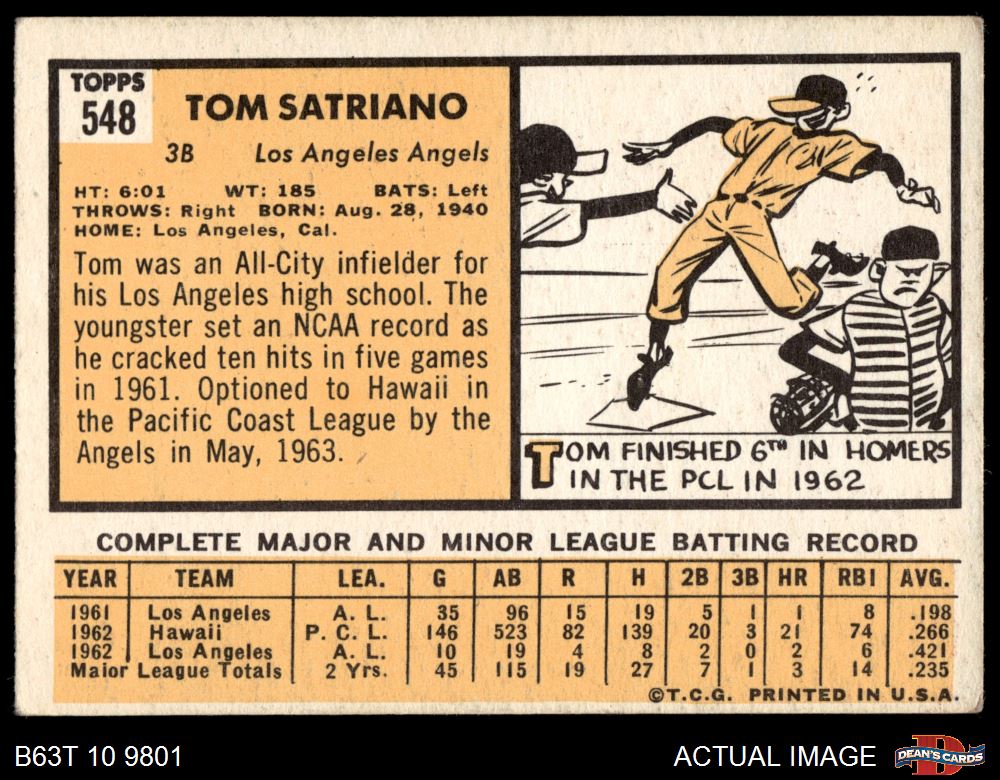 TOPPS
548
TOM SATRIANO
3B Los Angeles Angels
HT: 6:01 WT: 185 BATS: Left
THROWS: Right BORN: Aug. 28, 1940
HOME: Los Angeles, Cal.
Tom was an All-City infielder for
his Los Angeles high school. The
youngster set an NCAA record as
he cracked ten hits in five games
in 1961. Optioned to Hawaii in
the Pacific Coast League by the
Angels in May, 1963.
TOM FINISHED 6TH IN HOMERS
IN THE PCL IN 1962
COMPLETE MAJOR AND MINOR LEAGUE BATTING RECORD
YEAR TEAM LEA. G AB R H 2B 3B HR RBI AVG.
1961 Los Angeles A. L. 35 96 15 19 5 1 1 8 .198
1962 Hawaii P. C. L. 146 523 82 139 20 3 21 74 .266
1962 Los Angeles A. L. 10 19 4 8 2 0 2 6 .421
Major League Totals 2 Yrs. 45 115 19 27 7 1 3 14 .235
©T.C.G. PRINTED IN U.S.A.
B63T 10 9801 ACTUAL IMAGE DEAN'S CARDS